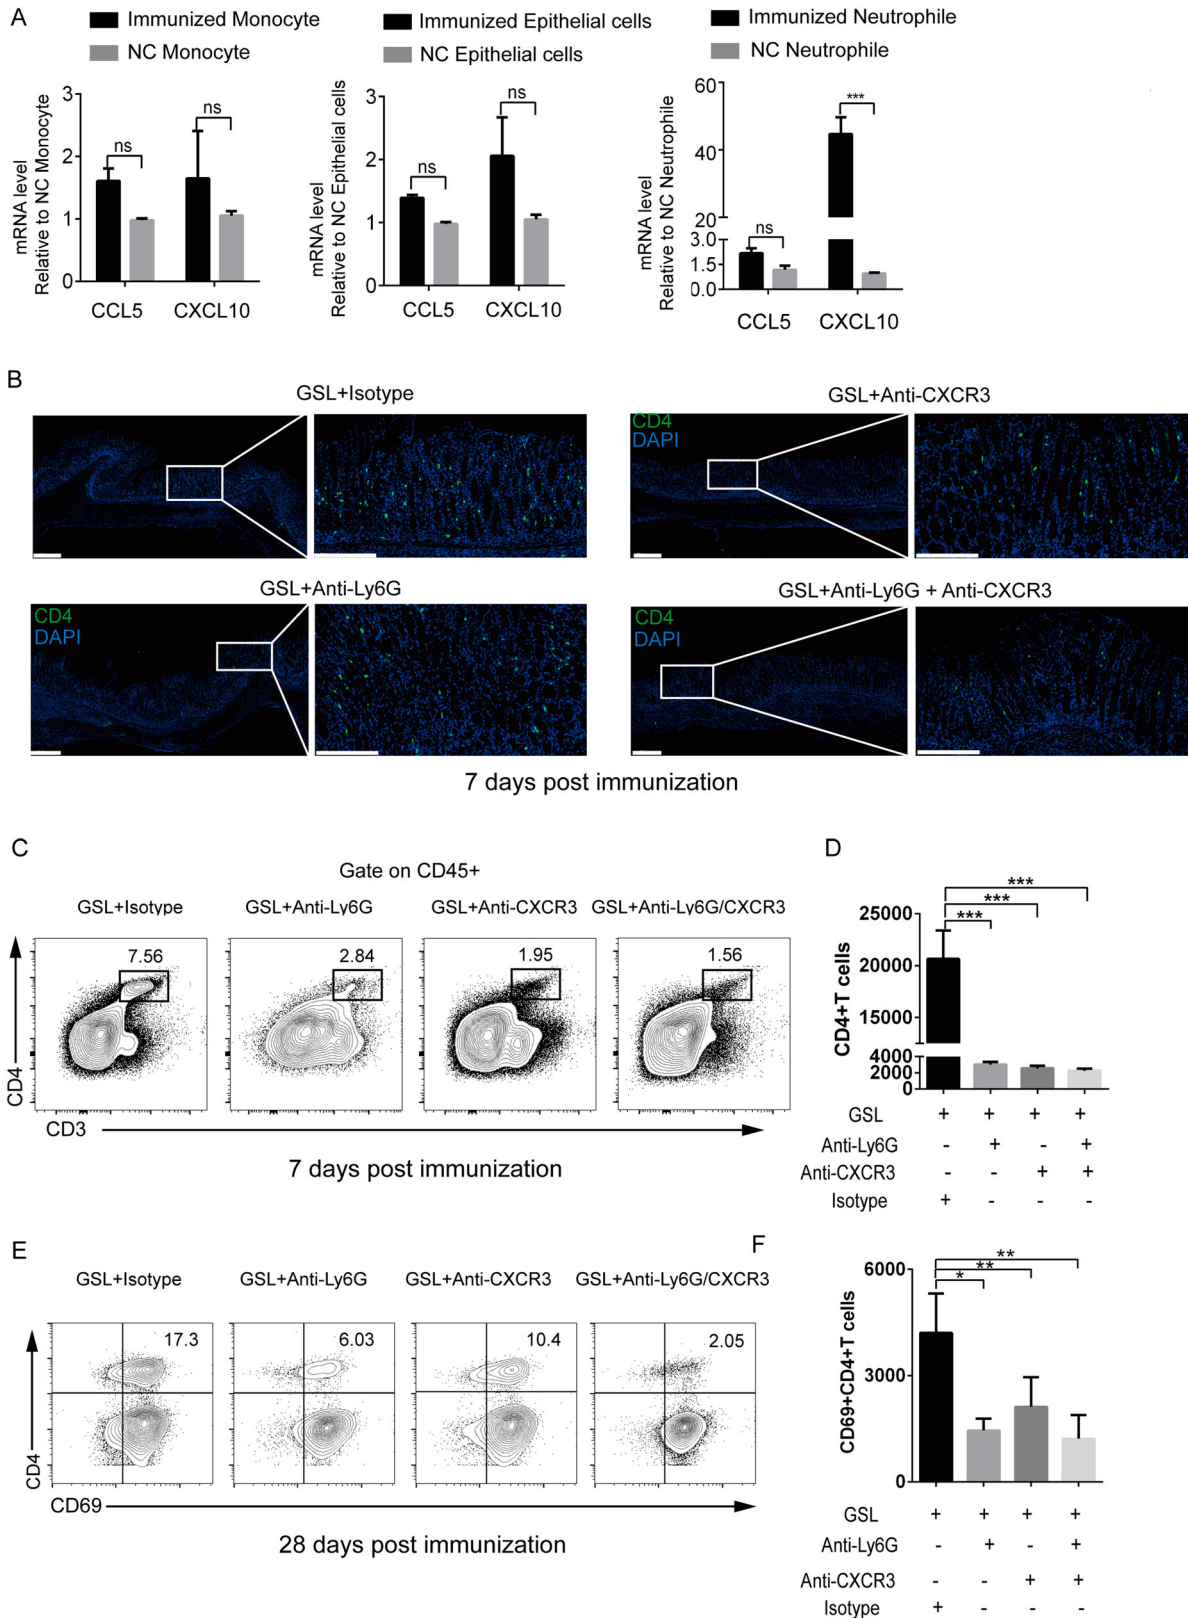 A
Immunized Monocyte
NC Monocyte
Immunized Epithelial cells
NC Epithelial cells
Immunized Neutrophile
NC Neutrophile
mRNA level
Relative to NC Monocyte
3
2
1
0
ns
ns
CCL5 CXCL10
mRNA level
Relative to NC Epithelial cells
3
2
1
0
ns
ns
CCL5 CXCL10
mRNA level
Relative to NC Neutrophile
60
40
20
3.0
1.5
0.0
ns
***
CCL5 CXCL10
B
GSL+Isotype
GSL+Anti-CXCR3
CD4
DAPI
GSL+Anti-Ly6G
GSL+Anti-Ly6G + Anti-CXCR3
CD4
DAPI
CD4
DAPI
7 days post immunization
C
Gate on CD45+
GSL+Isotype GSL+Anti-Ly6G GSL+Anti-CXCR3 GSL+Anti-Ly6G/CXCR3
7.56 2.84 1.95 1.56
CD4
CD3
7 days post immunization
D
CD4+T cells
25000
20000
15000
4000
2000
0
***
***
***
GSL + + + +
Anti-Ly6G - + - +
Anti-CXCR3 - - + +
Isotype + - - -
E
GSL+Isotype GSL+Anti-Ly6G GSL+Anti-CXCR3 GSL+Anti-Ly6G/CXCR3
17.3 6.03 10.4 2.05
CD4
CD69
28 days post immunization
F
CD69+CD4+T cells
6000
3000
0
**
**
*
GSL + + + +
Anti-Ly6G - + - +
Anti-CXCR3 - - + +
Isotype + - - -